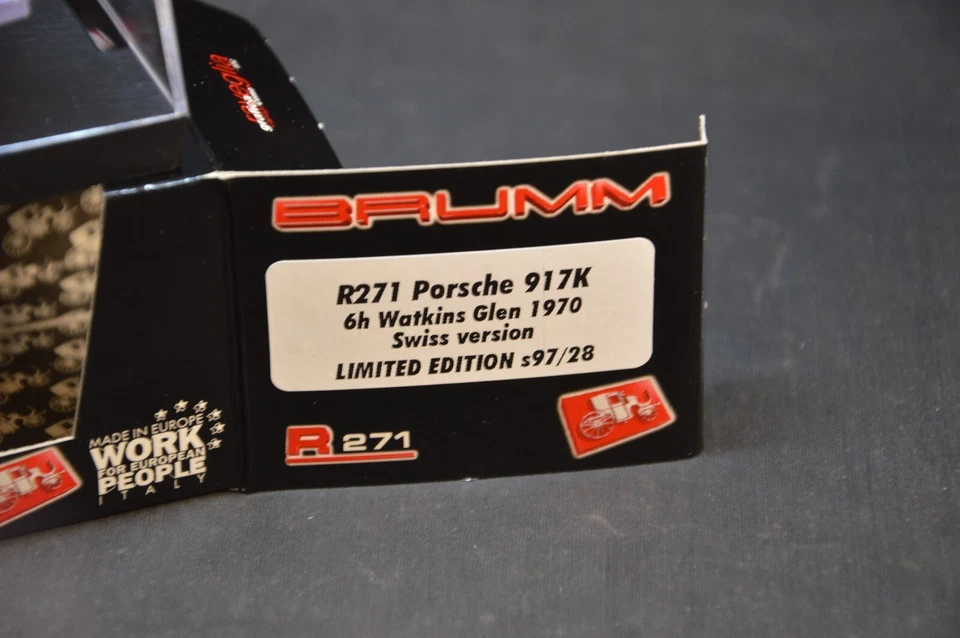 BRUMM
R271 Porsche 917K
6h Watkins Glen 1970
Swiss version
LIMITED EDITION s97/28
R 271
MADE IN EUROPE
WORK
FOR EUROPEAN
PEOPLE
ITALY